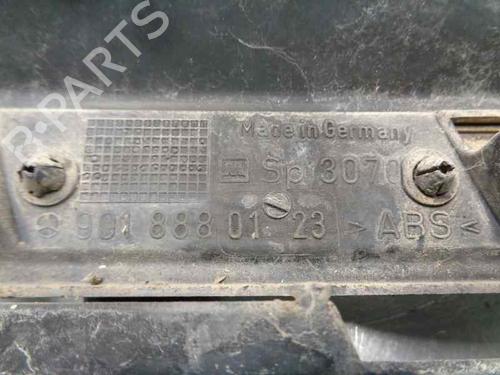 B-PARTS
Made in Germany
Sp 3070
901 888 01 23 > ABS <